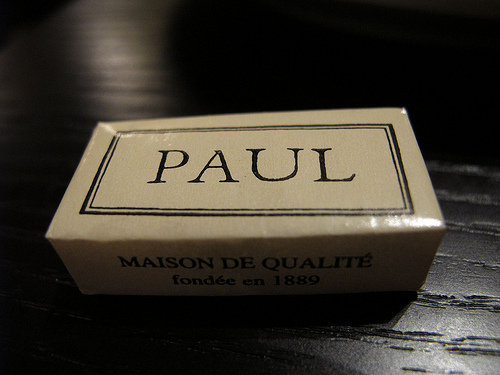 PAUL
MAISON DE QUALITÉ
fondée en 1889